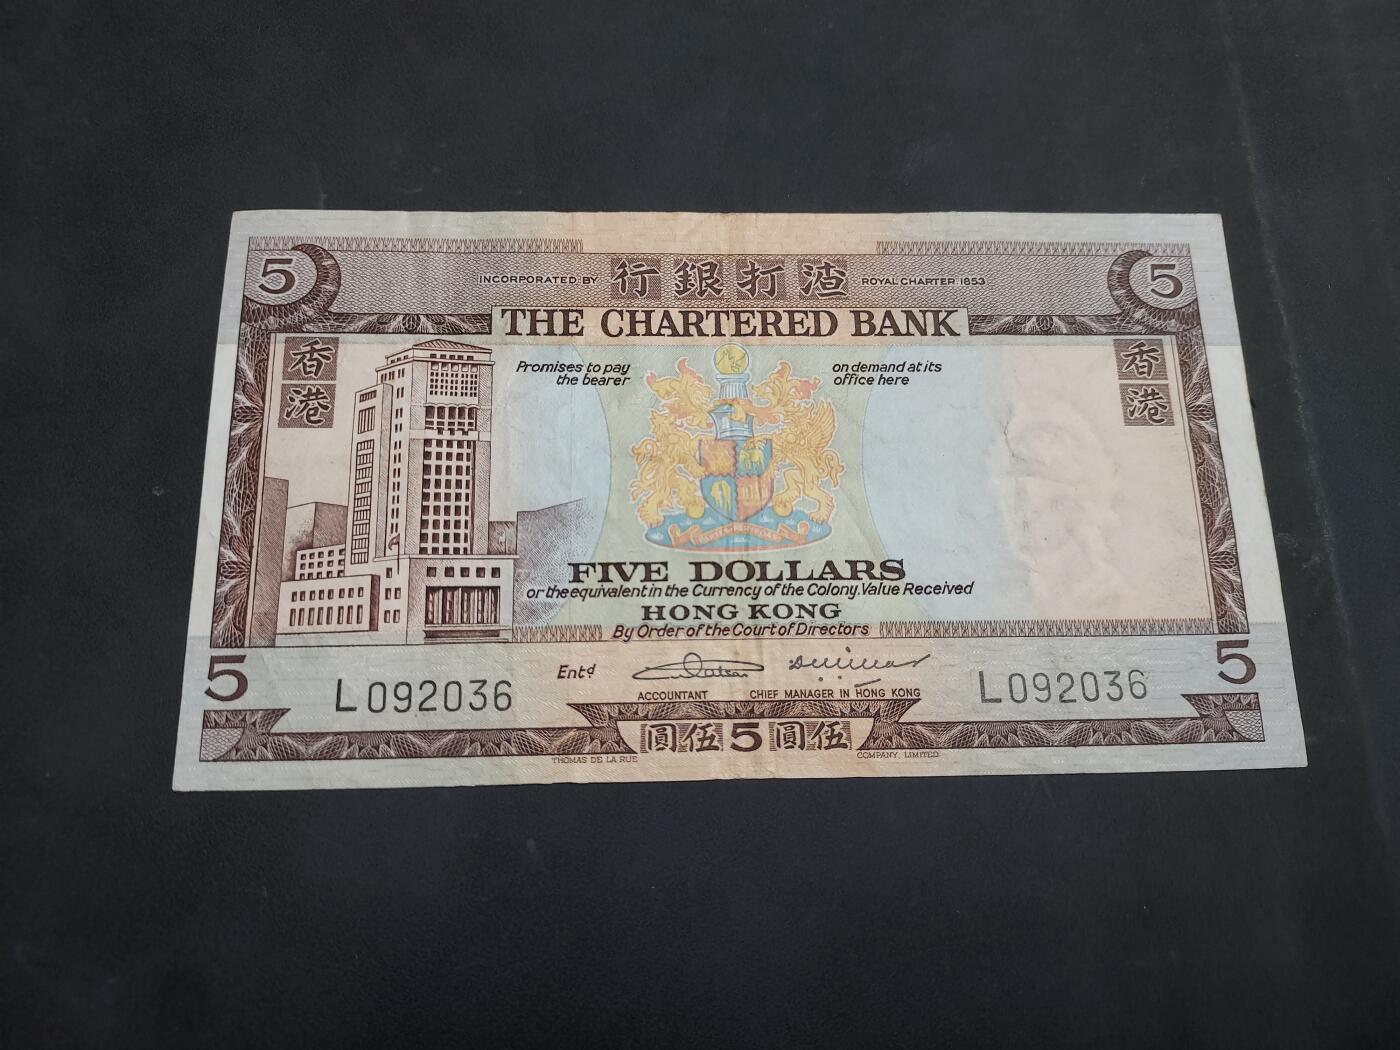 5
5
INCORPORATED BY 行銀打渣 ROYAL CHARTER 1853
THE CHARTERED BANK
香港
香港
Promises to pay the bearer
on demand at its office here
FIVE DOLLARS
or the equivalent in the Currency of the Colony. Value Received
HONG KONG
By Order of the Court of Directors
5
5
Entd
L092036
L092036
ACCOUNTANT
CHIEF MANAGER IN HONG KONG
圓伍 5 圓伍
THOMAS DE LA RUE
COMPANY, LIMITED.